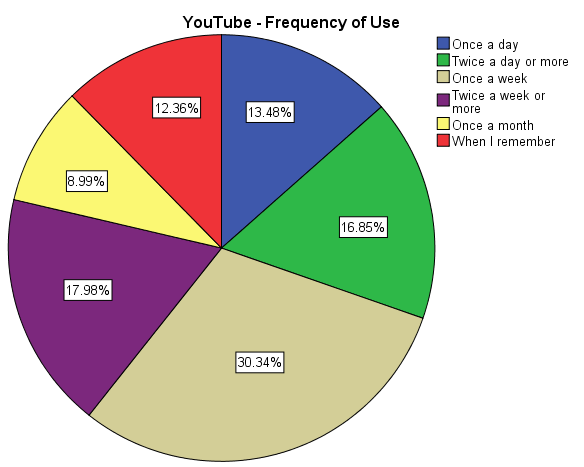 YouTube - Frequency of Use
Once a day
Twice a day or more
Once a week
Twice a week or
more
Once a month
When I remember
12.36%
13.48%
8.99%
16.85%
17.98%
30.34%